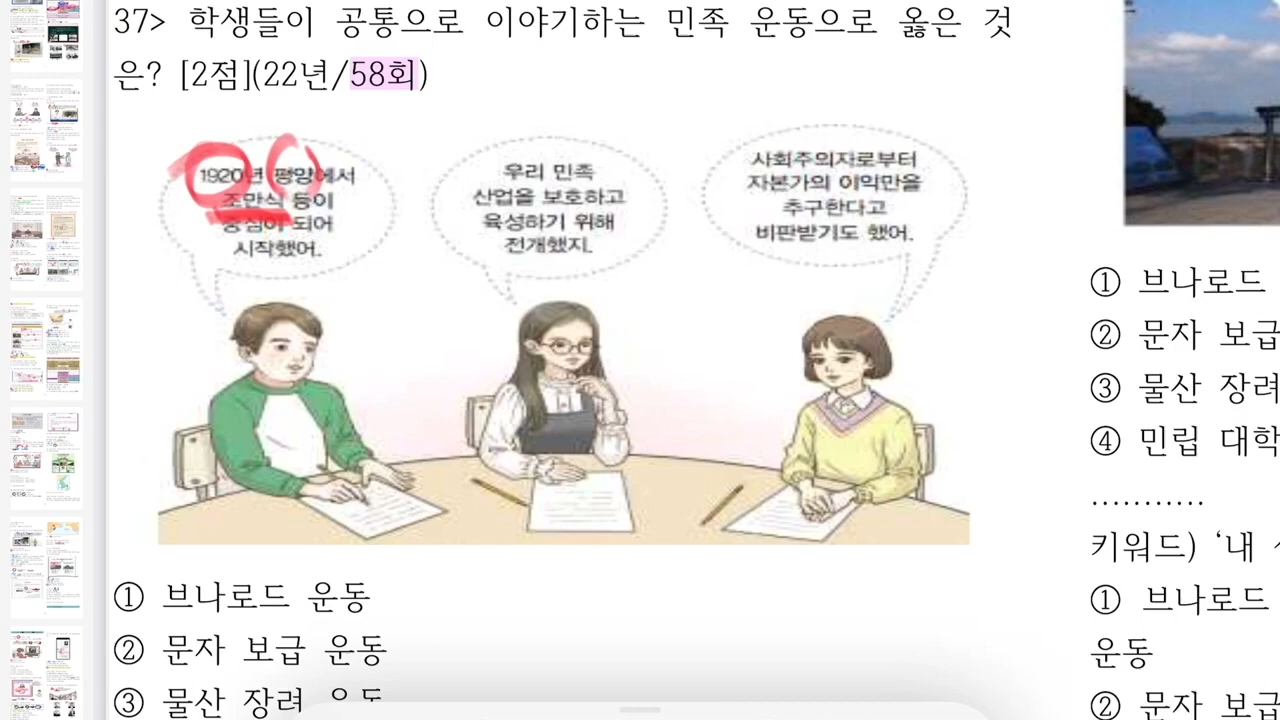 37> 학생들이 공통으로 이야기하는 민족 운동으로 옳은 것
은? [2점](22년/58회)
1920년 평양에서
만식 등이
중심이 되어
시작했어.
우리 민족
산업을 보호하고
육성하기 위해
전개했지.
사회주의자로부터
자본가의 이익만을
추구한다고
비판받기도 했어.
① 브나로드 운동
② 문자 보급 운동
③ 물산 장려 운동
① 브나로드
② 문자 보급
③ 물산 장려
④ 민립 대학
...........
키워드) ‘내
① 브나로드
운동
② 문자 보급